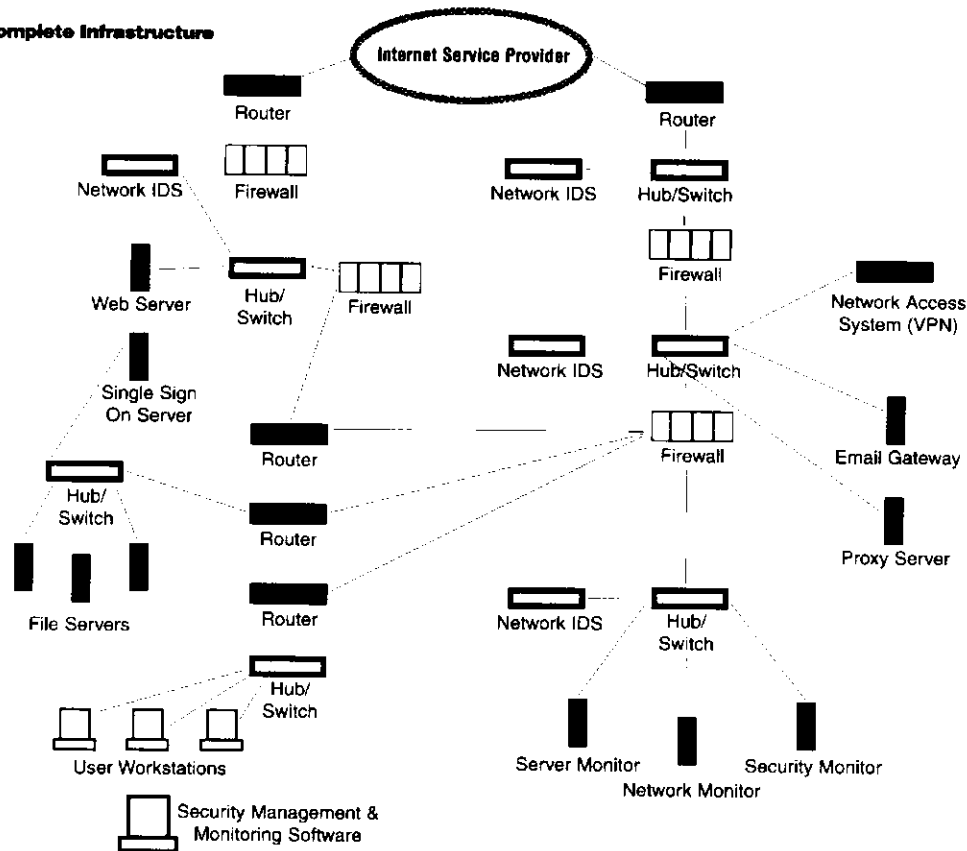 omplete Infrastructure
Internet Service Provider
Router
Router
Network IDS
Firewall
Network IDS
Hub/Switch
Web Server
Hub/
Switch
Firewall
Firewall
Network Access
System (VPN)
Single Sign
On Server
Network IDS
Hub/Switch
Router
Firewall
Email Gateway
Hub/
Switch
Router
Proxy Server
File Servers
Router
Network IDS
Hub/
Switch
Hub/
Switch
User Workstations
Server Monitor
Network Monitor
Security Monitor
Security Management &
Monitoring Software